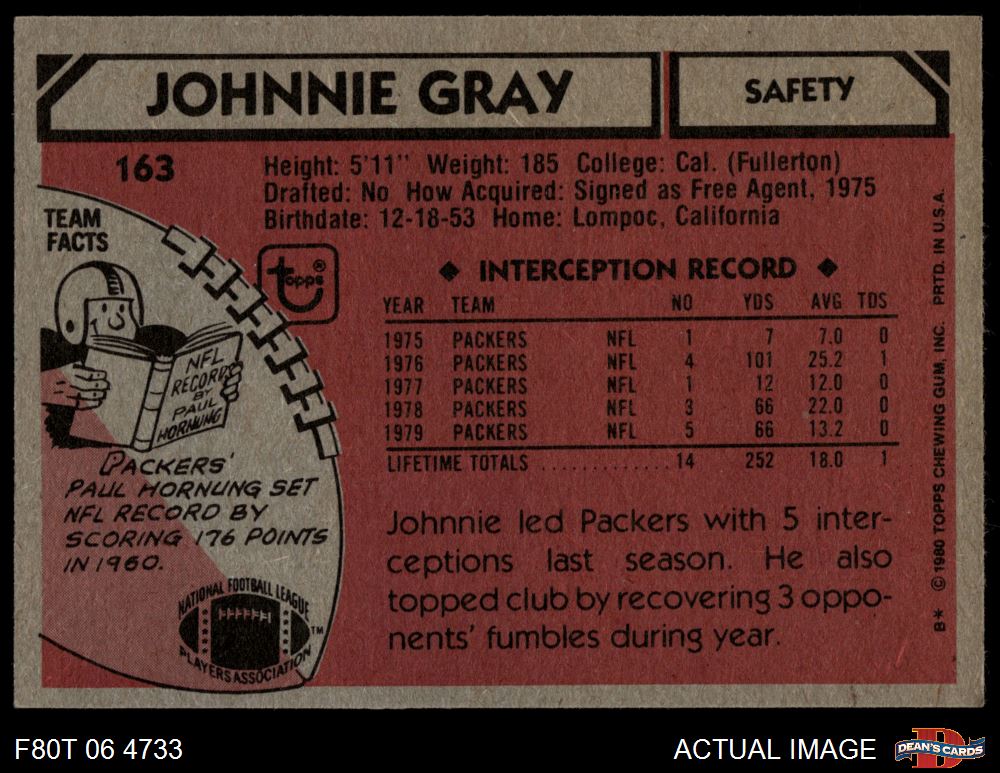 JOHNNIE GRAY
SAFETY
163
Height: 5'11" Weight: 185 College: Cal. (Fullerton)
Drafted: No How Acquired: Signed as Free Agent, 1975
Birthdate: 12-18-53 Home: Lompoc, California
TEAM
FACTS
topps®
NFL
RECORDS
BY
PAUL
HORNUNG
PACKERS'
PAUL HORNUNG SET
NFL RECORD BY
SCORING 176 POINTS
IN 1960.
NATIONAL FOOTBALL LEAGUE
PLAYERS ASSOCIATION
TM
◆ INTERCEPTION RECORD ◆
YEAR TEAM NO YDS AVG TDS
1975 PACKERS NFL 1 7 7.0 0
1976 PACKERS NFL 4 101 25.2 1
1977 PACKERS NFL 1 12 12.0 0
1978 PACKERS NFL 3 66 22.0 0
1979 PACKERS NFL 5 66 13.2 0
LIFETIME TOTALS ............ 14 252 18.0 1
Johnnie led Packers with 5 inter-
ceptions last season. He also
topped club by recovering 3 oppo-
nents' fumbles during year.
B* © 1980 TOPPS CHEWING GUM, INC. PRTD. IN U.S.A.
F80T 06 4733
ACTUAL IMAGE
D
DEAN'S CARDS